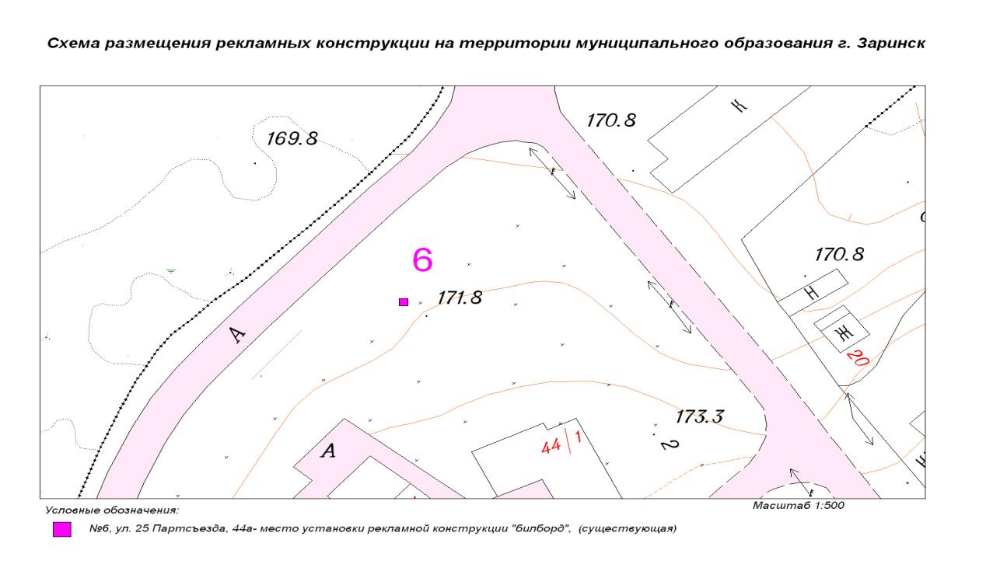 Схема размещения рекламных конструкции на территории муниципального образования г. Заринск
169.8
170.8
К
6
170.8
171.8
Н
А
Ж
20
173.3
44 | 1
2
А
Масштаб 1:500
Условные обозначения:
№6, ул. 25 Партсъезда, 44а- место установки рекламной конструкции "билборд", (существующая)